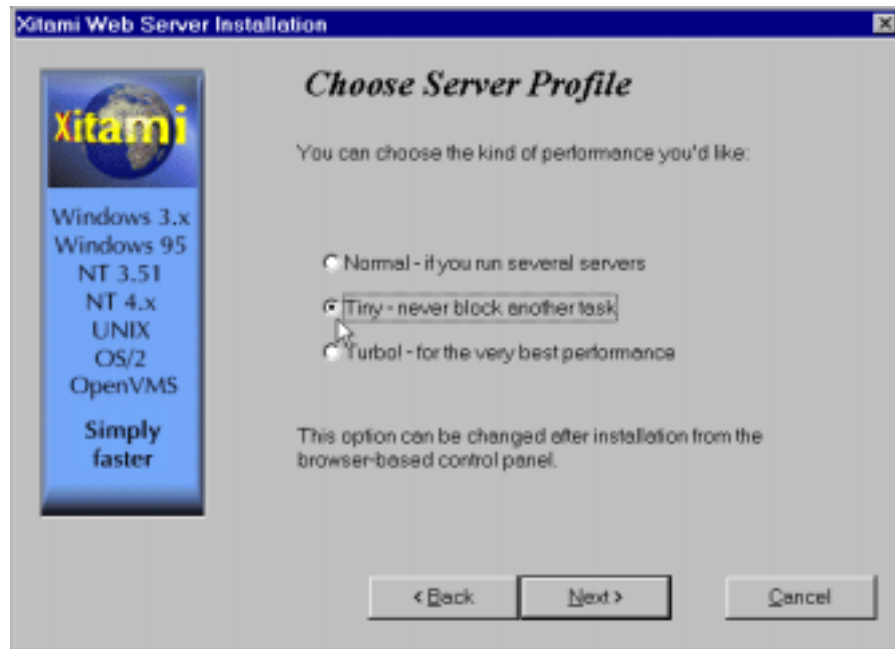 Xitami Web Server Installation
Xitami
Windows 3.x
Windows 95
NT 3.51
NT 4.x
UNIX
OS/2
OpenVMS
Simply
faster
Choose Server Profile
You can choose the kind of performance you'd like:
Normal - if you run several servers
Tiny - never block another task
Turbo! - for the very best performance
This option can be changed after installation from the
browser-based control panel.
< Back
Next >
Cancel